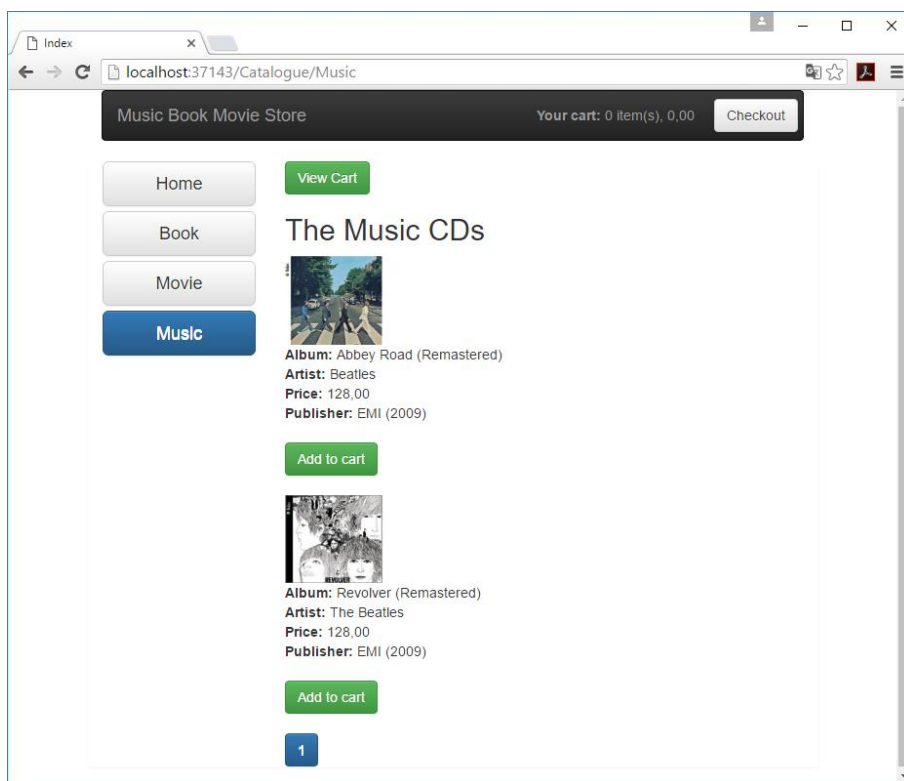 Index
localhost:37143/Catalogue/Music
Music Book Movie Store
Your cart: 0 item(s), 0,00
Checkout
Home
Book
Movie
Music
View Cart
The Music CDs
Album: Abbey Road (Remastered)
Artist: Beatles
Price: 128,00
Publisher: EMI (2009)
Add to cart
REVOLVER
Album: Revolver (Remastered)
Artist: The Beatles
Price: 128,00
Publisher: EMI (2009)
Add to cart
1